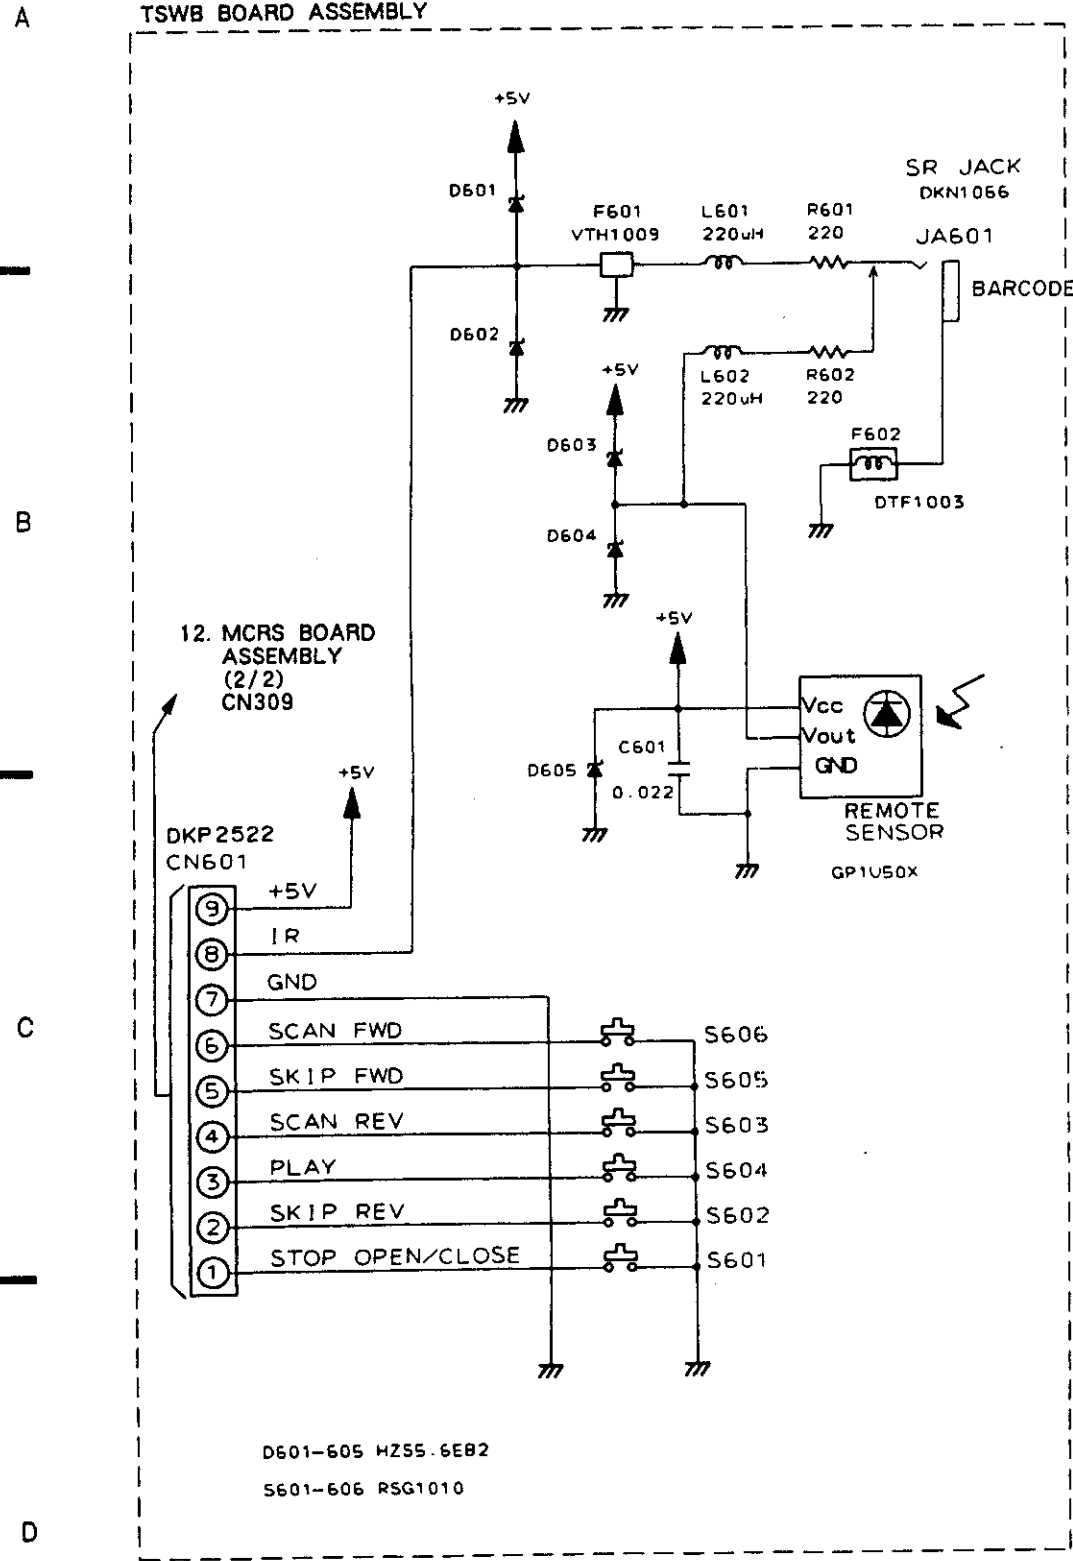 A
TSWB BOARD ASSEMBLY
+5V
D601
F601
VTH1009
L601
220uH
R601
220
SR JACK
DKN1066
JA601
BARCODE
D602
+5V
L602
220uH
R602
220
D603
F602
DTF1003
B
D604
+5V
12. MCRS BOARD
ASSEMBLY
(2/2)
CN309
Vcc
Vout
GND
C601
0.022
D605
+5V
REMOTE
SENSOR
GP1U50X
DKP2522
CN601
9 +5V
8 IR
7 GND
C
6 SCAN FWD S606
5 SKIP FWD S605
4 SCAN REV S603
3 PLAY S604
2 SKIP REV S602
1 STOP OPEN/CLOSE S601
D601-605 HZS5.6EB2
S601-606 RSG1010
D